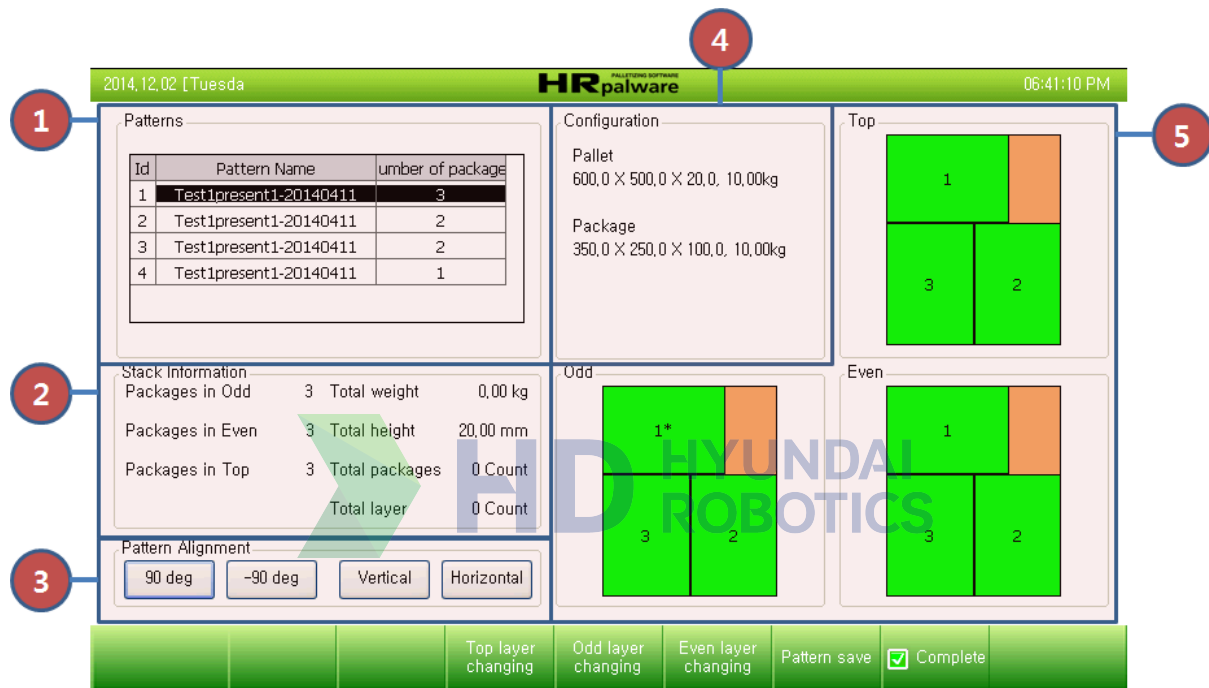 4
2014,12,02 [Tuesda
HRpalware
PALLETIZING SOFTWARE
06:41:10 PM
1
5
Patterns
Id Pattern Name umber of package
1 Test1present1-20140411 3
2 Test1present1-20140411 2
3 Test1present1-20140411 2
4 Test1present1-20140411 1
Configuration
Pallet
600,0 X 500,0 X 20,0, 10,00kg
Package
350,0 X 250,0 X 100,0, 10,00kg
Top
1
3 2
2
Stack Information
Packages in Odd 3 Total weight 0,00 kg
Packages in Even 3 Total height 20,00 mm
Packages in Top 3 Total packages 0 Count
Total layer 0 Count
Odd
1*
3 2
Even
1
3 2
HD HYUNDAI
ROBOTICS
3
Pattern Alignment
90 deg -90 deg Vertical Horizontal
Top layer
changing
Odd layer
changing
Even layer
changing
Pattern save
Complete